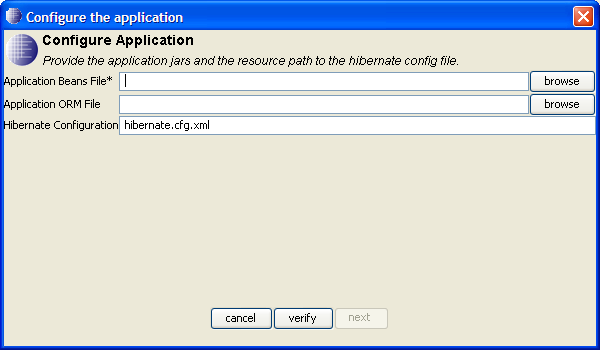 Configure the application
Configure Application
Provide the application jars and the resource path to the hibernate config file.
Application Beans File* browse
Application ORM File browse
Hibernate Configuration hibernate.cfg.xml
cancel verify next